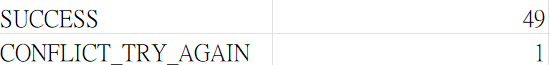 SUCCESS 49
CONFLICT_TRY_AGAIN 1